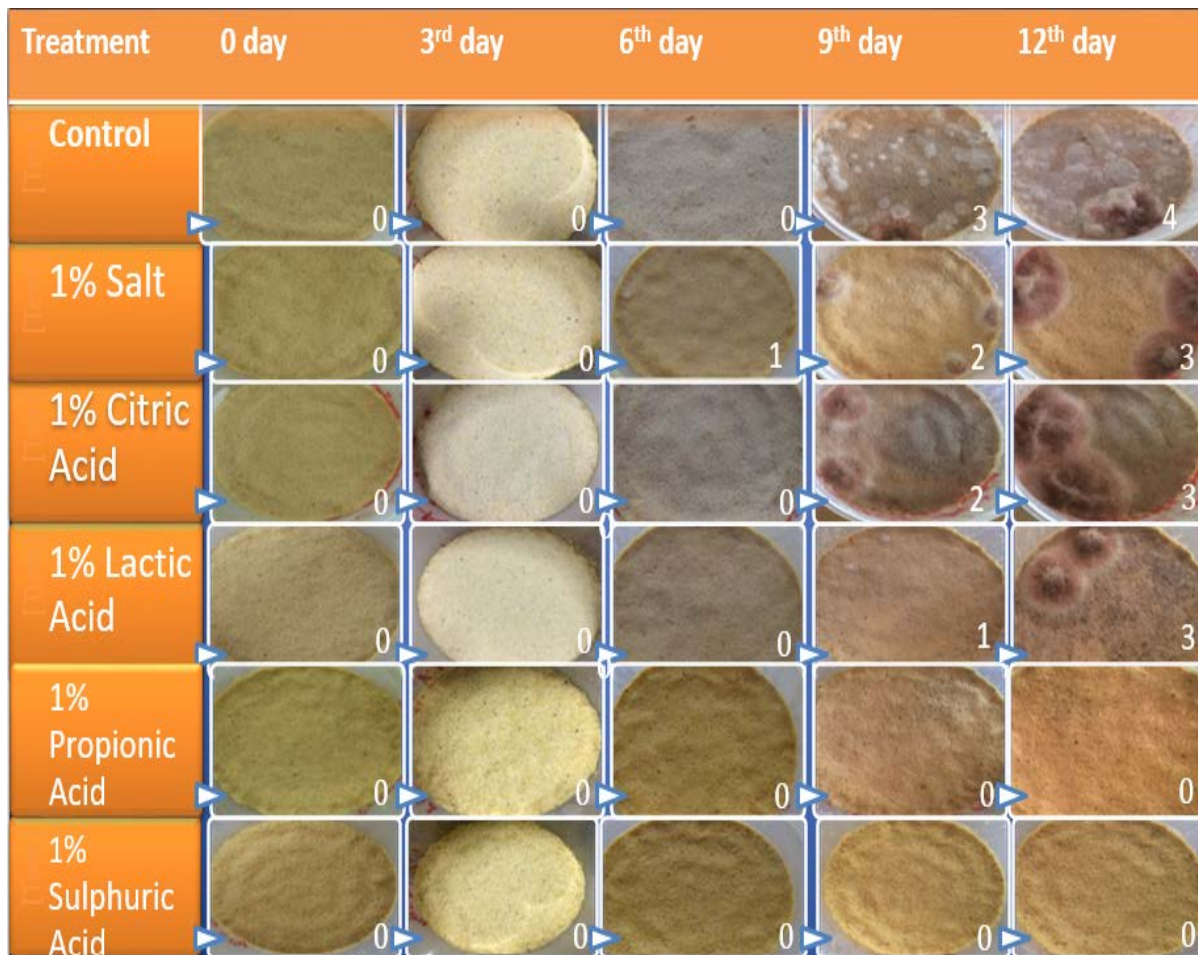 Treatment 0 day 3rd day 6th day 9th day 12th day
Control
0 0 0 3 4
1% Salt
0 0 1 2 3
1% Citric
Acid
0 0 0 2 3
1% Lactic
Acid
0 0 0 1 3
1%
Propionic
Acid
0 0 0 0 0
1%
Sulphuric
Acid
0 0 0 0 0